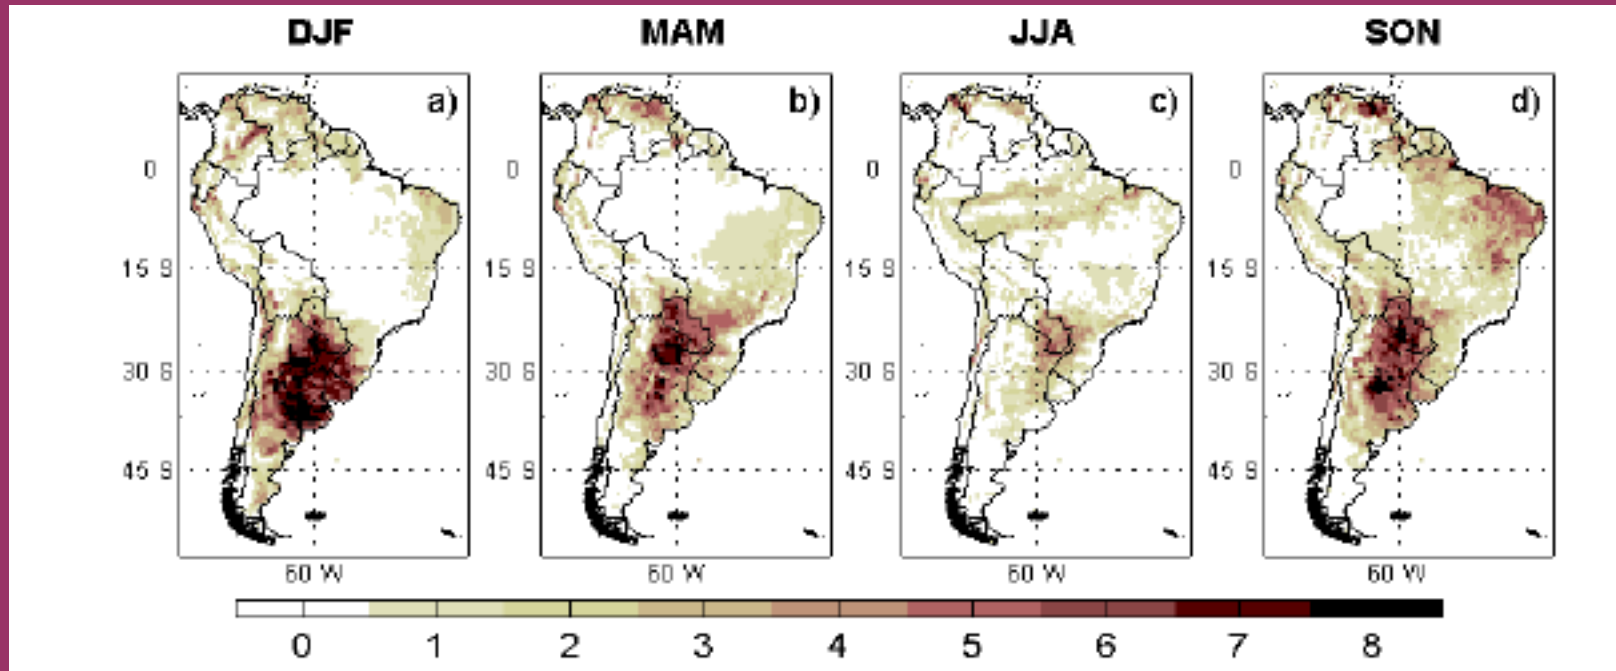 DJF MAM JJA SON
a) b) c) d)
0 0 0 0
15 S 15 S 15 S 15 S
30 S 30 S 30 S 30 S
45 S 45 S 45 S 45 S
60 W 60 W 60 W 60 W
0 1 2 3 4 5 6 7 8